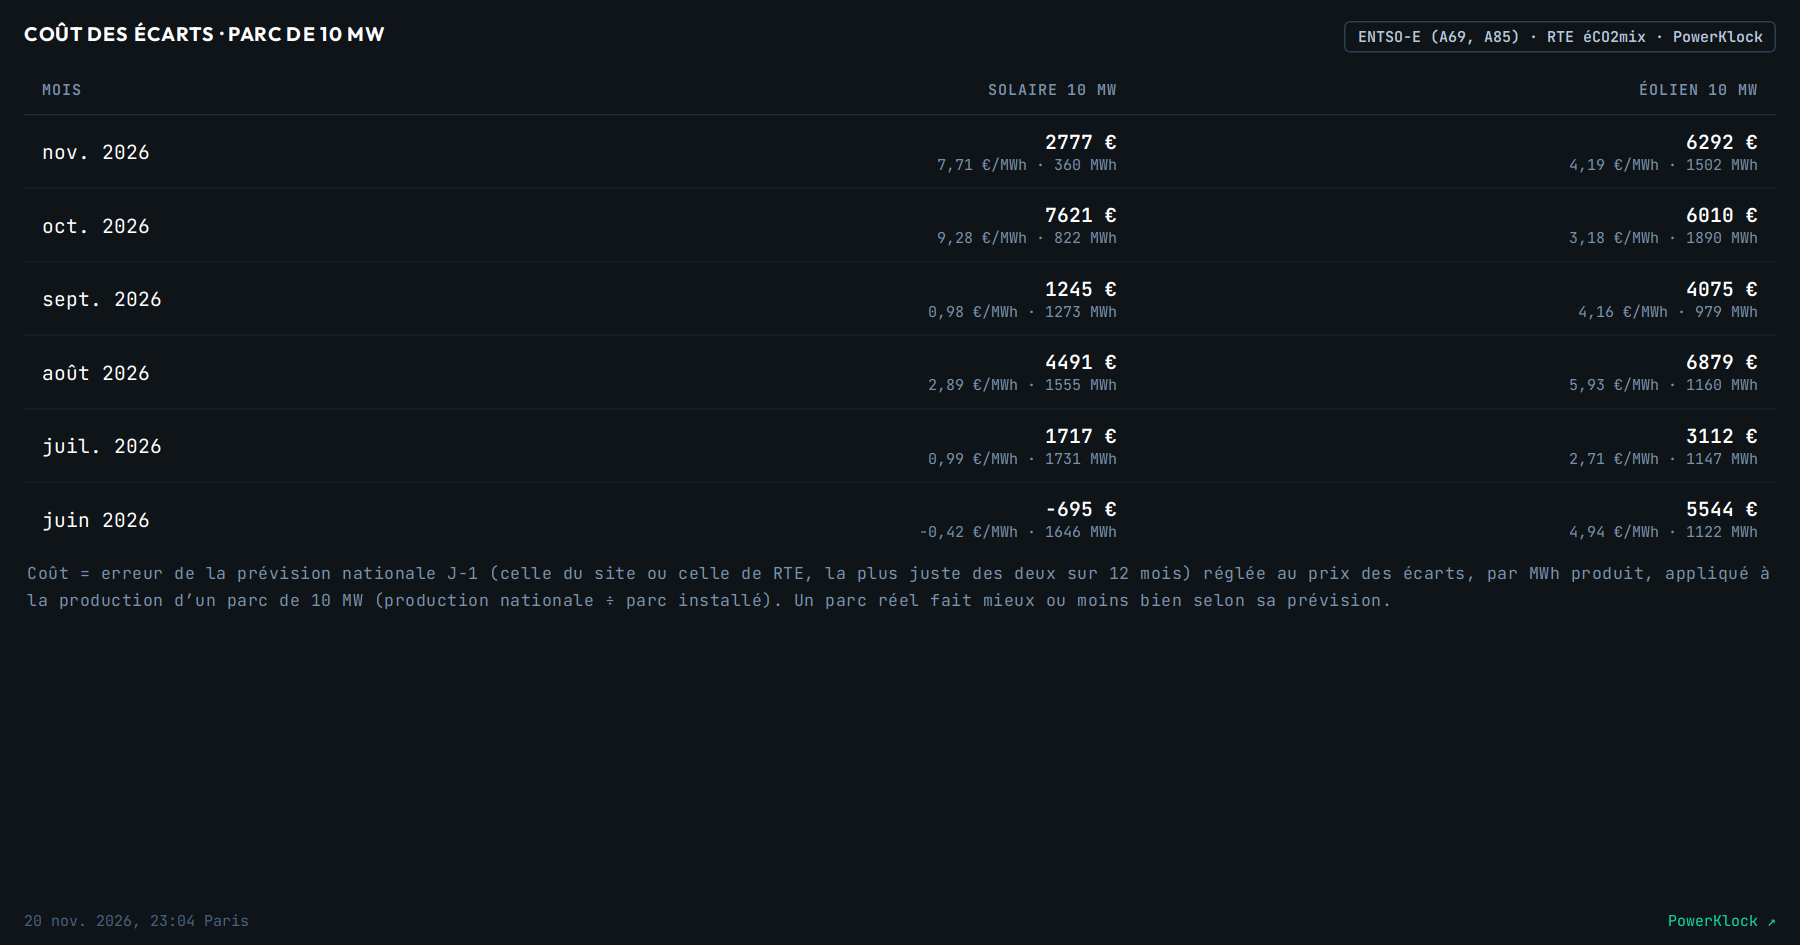 COÛT DES ÉCARTS · PARC DE 10 MW
ENTSO-E (A69, A85) · RTE éCO2mix · PowerKlock
MOIS SOLAIRE 10 MW ÉOLIEN 10 MW
nov. 2026 2777 € 6292 €
7,71 €/MWh · 360 MWh 4,19 €/MWh · 1502 MWh
oct. 2026 7621 € 6010 €
9,28 €/MWh · 822 MWh 3,18 €/MWh · 1890 MWh
sept. 2026 1245 € 4075 €
0,98 €/MWh · 1273 MWh 4,16 €/MWh · 979 MWh
août 2026 4491 € 6879 €
2,89 €/MWh · 1555 MWh 5,93 €/MWh · 1160 MWh
juil. 2026 1717 € 3112 €
0,99 €/MWh · 1731 MWh 2,71 €/MWh · 1147 MWh
juin 2026 -695 € 5544 €
-0,42 €/MWh · 1646 MWh 4,94 €/MWh · 1122 MWh
Coût = erreur de la prévision nationale J-1 (celle du site ou celle de RTE, la plus juste des deux sur 12 mois) réglée au prix des écarts, par MWh produit, appliqué à
la production d’un parc de 10 MW (production nationale ÷ parc installé). Un parc réel fait mieux ou moins bien selon sa prévision.
20 nov. 2026, 23:04 Paris
PowerKlock ↗